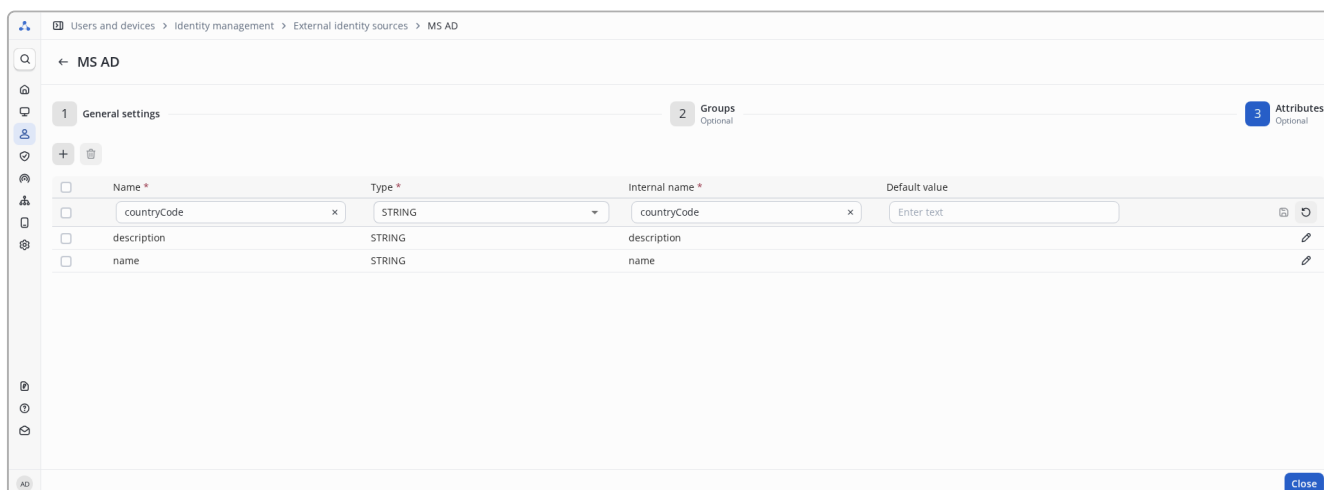 Users and devices > Identity management > External identity sources > MS AD
← MS AD
1 General settings
2 Groups
Optional
3 Attributes
Optional
Name * Type * Internal name * Default value
countryCode × STRING countryCode × Enter text
description STRING description
name STRING name
AD
Close